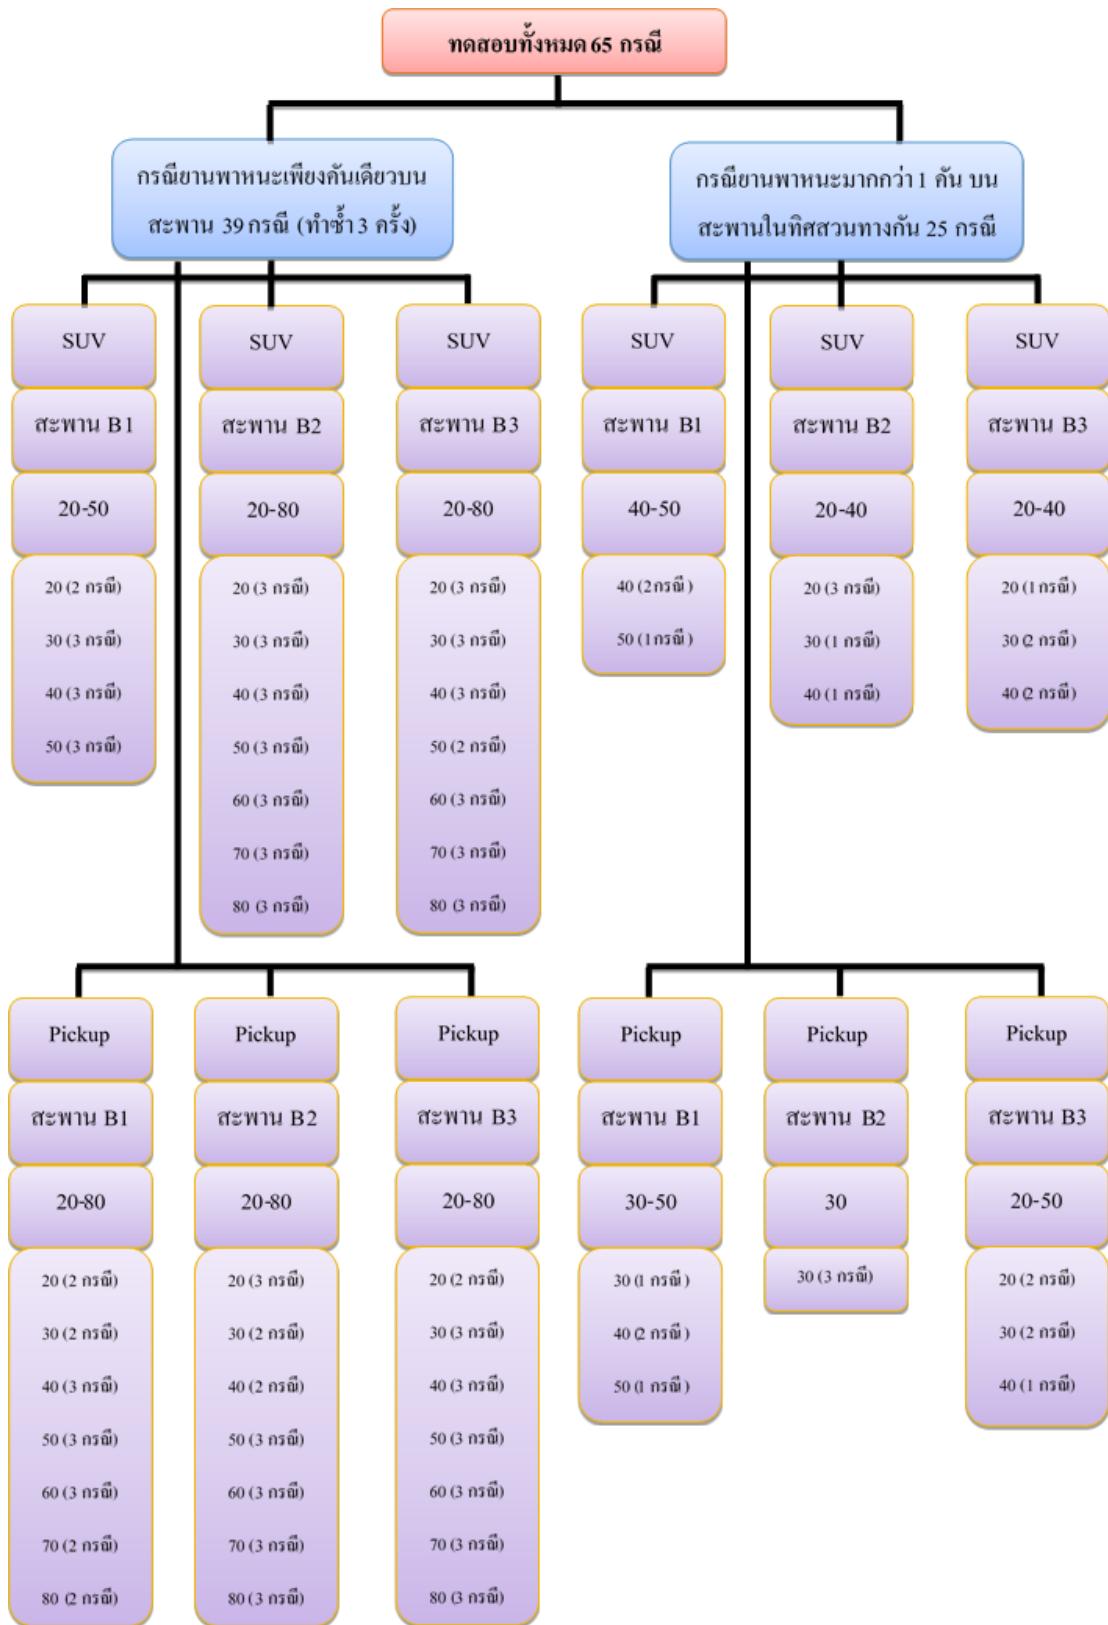 ทดสอบทั้งหมด 65 กรณี
กรณียานพาหนะเพียงคันเดียวบน
สะพาน 39 กรณี (ทำซ้ำ 3 ครั้ง)
กรณียานพาหนะมากกว่า 1 คัน บน
สะพานในทิศสวนทางกัน 25 กรณี
SUV
สะพาน B1
20-50
20 (2 กรณี)
30 (3 กรณี)
40 (3 กรณี)
50 (3 กรณี)
SUV
สะพาน B2
20-80
20 (3 กรณี)
30 (3 กรณี)
40 (3 กรณี)
50 (3 กรณี)
60 (3 กรณี)
70 (3 กรณี)
80 (3 กรณี)
SUV
สะพาน B3
20-80
20 (3 กรณี)
30 (3 กรณี)
40 (3 กรณี)
50 (2 กรณี)
60 (3 กรณี)
70 (3 กรณี)
80 (3 กรณี)
SUV
สะพาน B1
40-50
40 (2กรณี )
50 (1กรณี )
SUV
สะพาน B2
20-40
20 (3 กรณี)
30 (1 กรณี)
40 (1 กรณี)
SUV
สะพาน B3
20-40
20 (1กรณี)
30 (2 กรณี)
40 (2 กรณี)
Pickup
สะพาน B1
20-80
20 (2 กรณี)
30 (2 กรณี)
40 (3 กรณี)
50 (3 กรณี)
60 (3 กรณี)
70 (2 กรณี)
80 (2 กรณี)
Pickup
สะพาน B2
20-80
20 (3 กรณี)
30 (2 กรณี)
40 (2 กรณี)
50 (3 กรณี)
60 (3 กรณี)
70 (3 กรณี)
80 (3 กรณี)
Pickup
สะพาน B3
20-80
20 (2 กรณี)
30 (3 กรณี)
40 (3 กรณี)
50 (3 กรณี)
60 (3 กรณี)
70 (3 กรณี)
80 (3 กรณี)
Pickup
สะพาน B1
30-50
30 (1 กรณี )
40 (2 กรณี )
50 (1 กรณี )
Pickup
สะพาน B2
30
30 (3 กรณี)
Pickup
สะพาน B3
20-50
20 (2 กรณี)
30 (2 กรณี)
40 (1 กรณี)